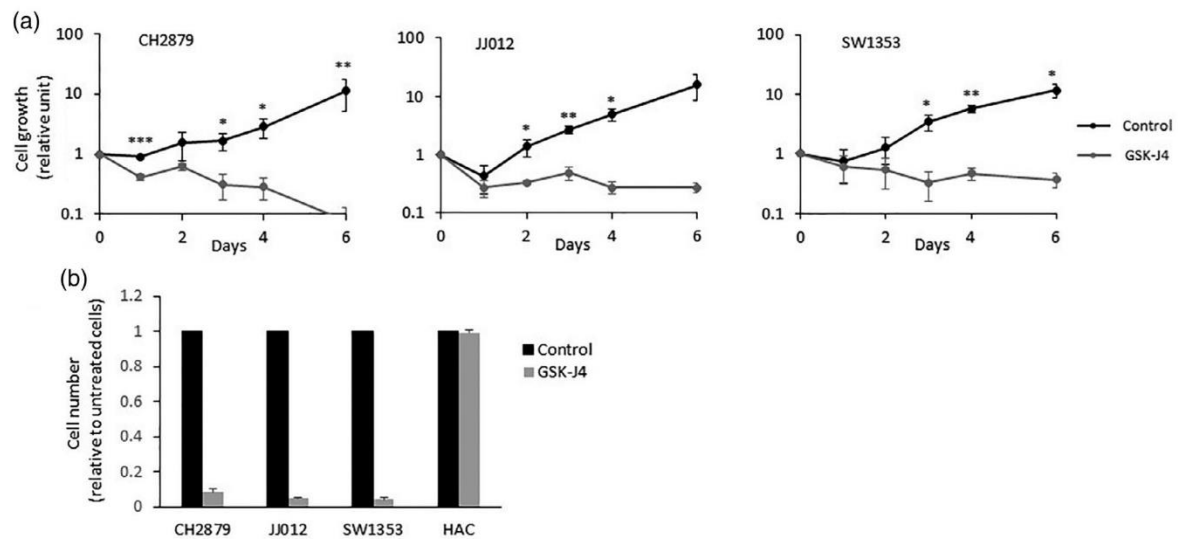 (a)
CH2879
JJ012
SW1353
Cell growth
(relative unit)
100
10
1
0.1
***
*
*
**
0
2
4
6
Days
100
10
1
0.1
*
**
*
0
2
4
6
Days
100
10
1
0.1
*
**
*
0
2
4
6
Days
Control
GSK-J4
(b)
Cell number
(relative to untreated cells)
1.2
1
0.8
0.6
0.4
0.2
0
CH2879
JJ012
SW1353
HAC
Control
GSK-J4